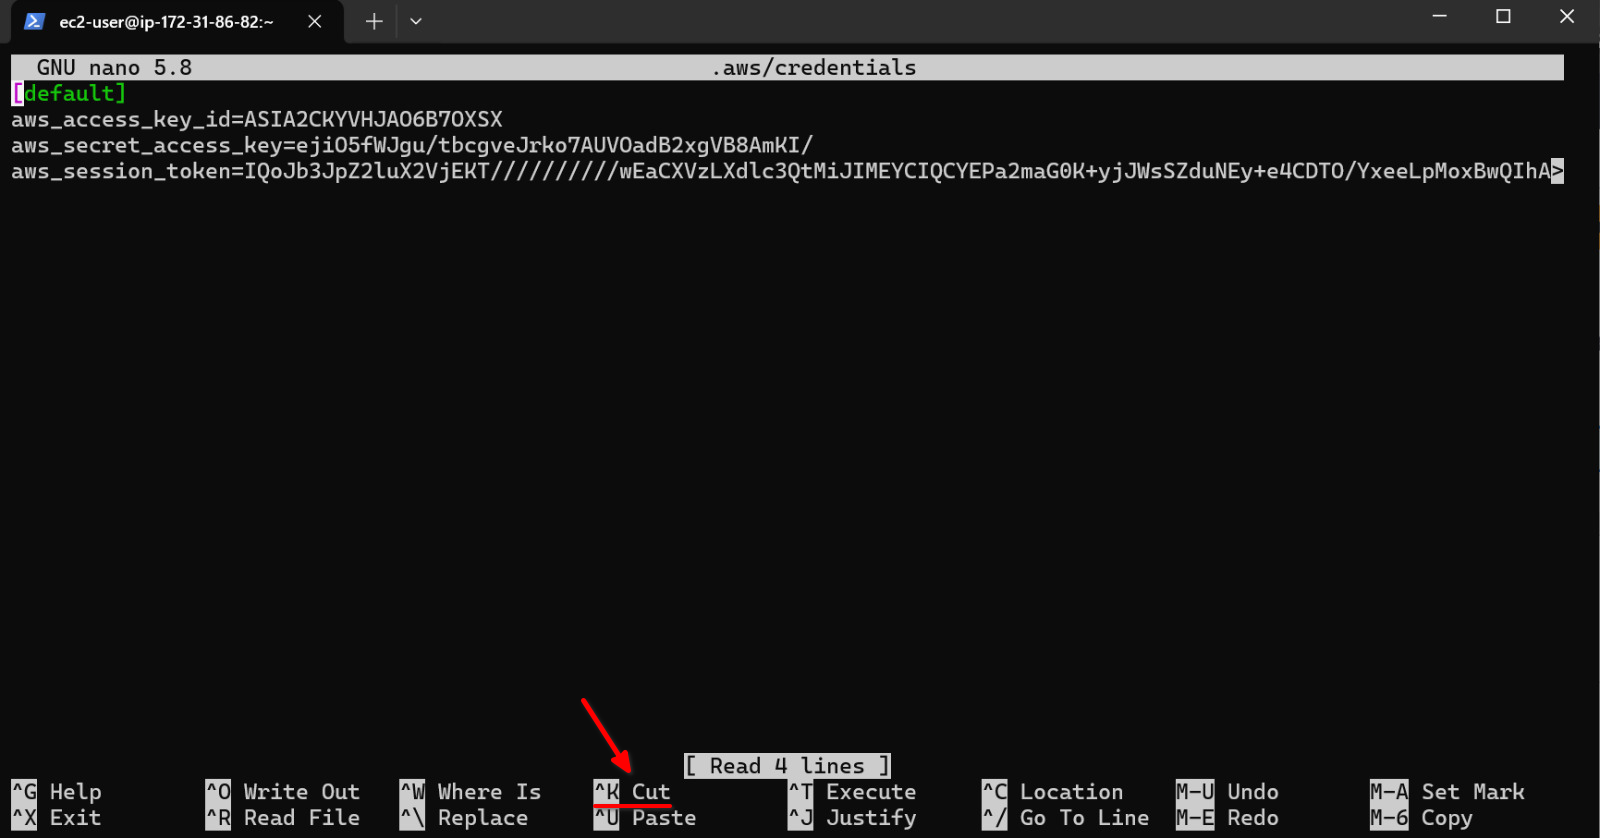 ec2-user@ip-172-31-86-82:~
GNU nano 5.8 .aws/credentials
[default]
aws_access_key_id=ASIA2CKYVHJAO6B7OXSX
aws_secret_access_key=ejiO5fWJgu/tbcgveJrko7AUVOadB2xgVB8AmKI/
aws_session_token=IQoJb3JpZ2luX2VjEKT//////////wEaCXVzLXdlc3QtMiJIMEYCIQCYEPa2maG0K+yjJWsSZduNEy+e4CDTO/YxeeLpMoxBwQIhA>
[ Read 4 lines ]
^G Help ^O Write Out ^W Where Is ^K Cut ^T Execute ^C Location M-U Undo M-A Set Mark
^X Exit ^R Read File ^\ Replace ^U Paste ^J Justify ^/ Go To Line M-E Redo M-6 Copy